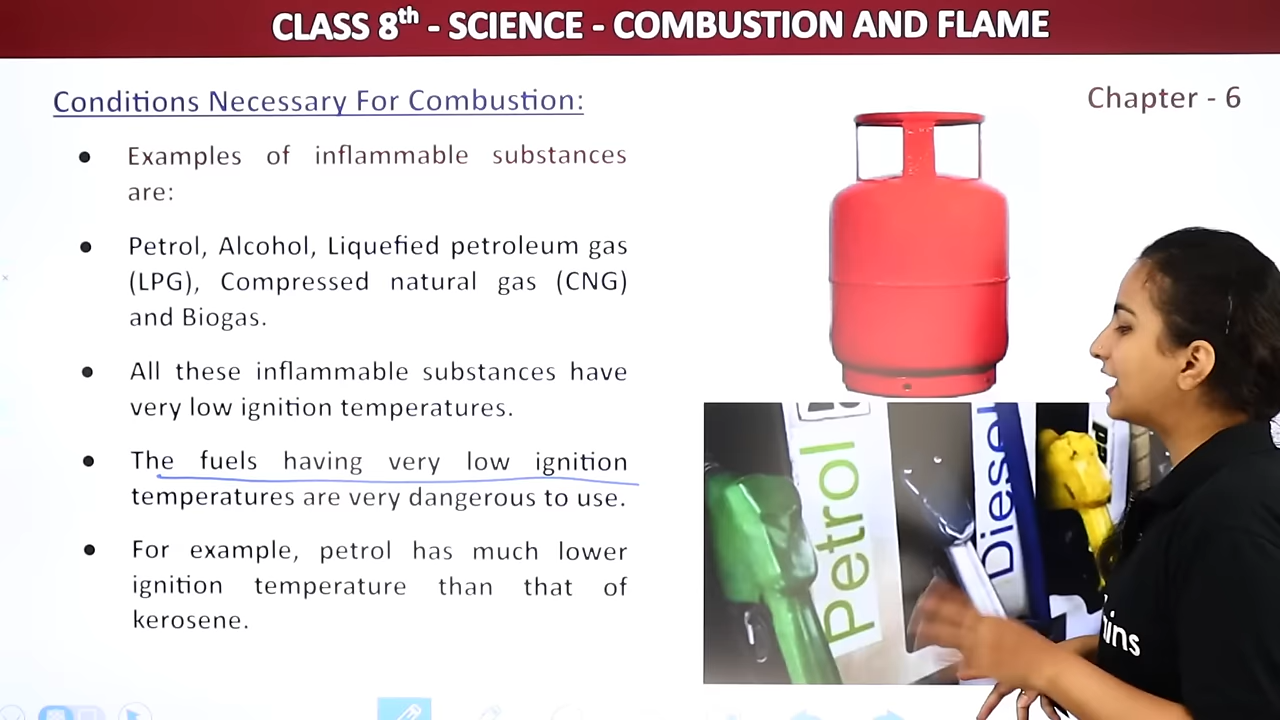 CLASS 8th - SCIENCE - COMBUSTION AND FLAME
Conditions Necessary For Combustion:
Chapter - 6
● Examples of inflammable substances
are:
● Petrol, Alcohol, Liquefied petroleum gas
(LPG), Compressed natural gas (CNG)
and Biogas.
● All these inflammable substances have
very low ignition temperatures.
● The fuels having very low ignition
temperatures are very dangerous to use.
● For example, petrol has much lower
ignition temperature than that of
kerosene.
Petrol
Diesel